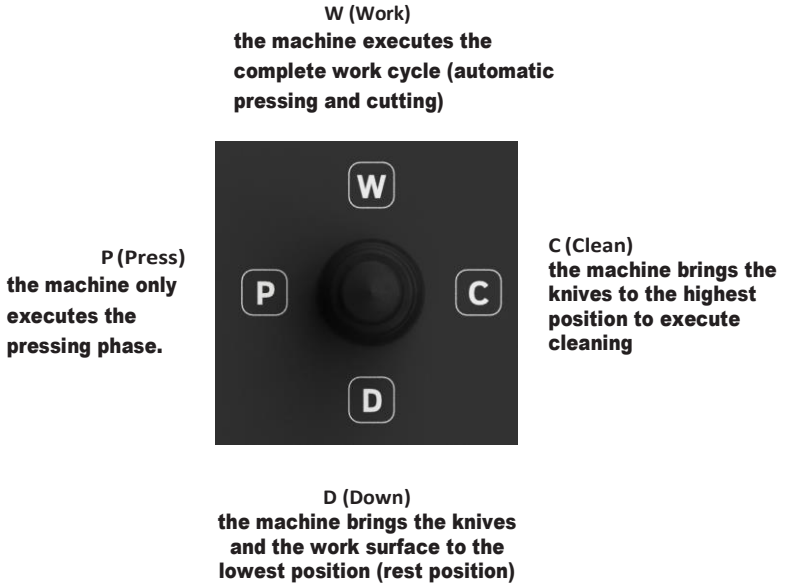 W (Work)
the machine executes the
complete work cycle (automatic
pressing and cutting)
W
P (Press)
the machine only
executes the
pressing phase.
P
C
C (Clean)
the machine brings the
knives to the highest
position to execute
cleaning
D
D (Down)
the machine brings the knives
and the work surface to the
lowest position (rest position)